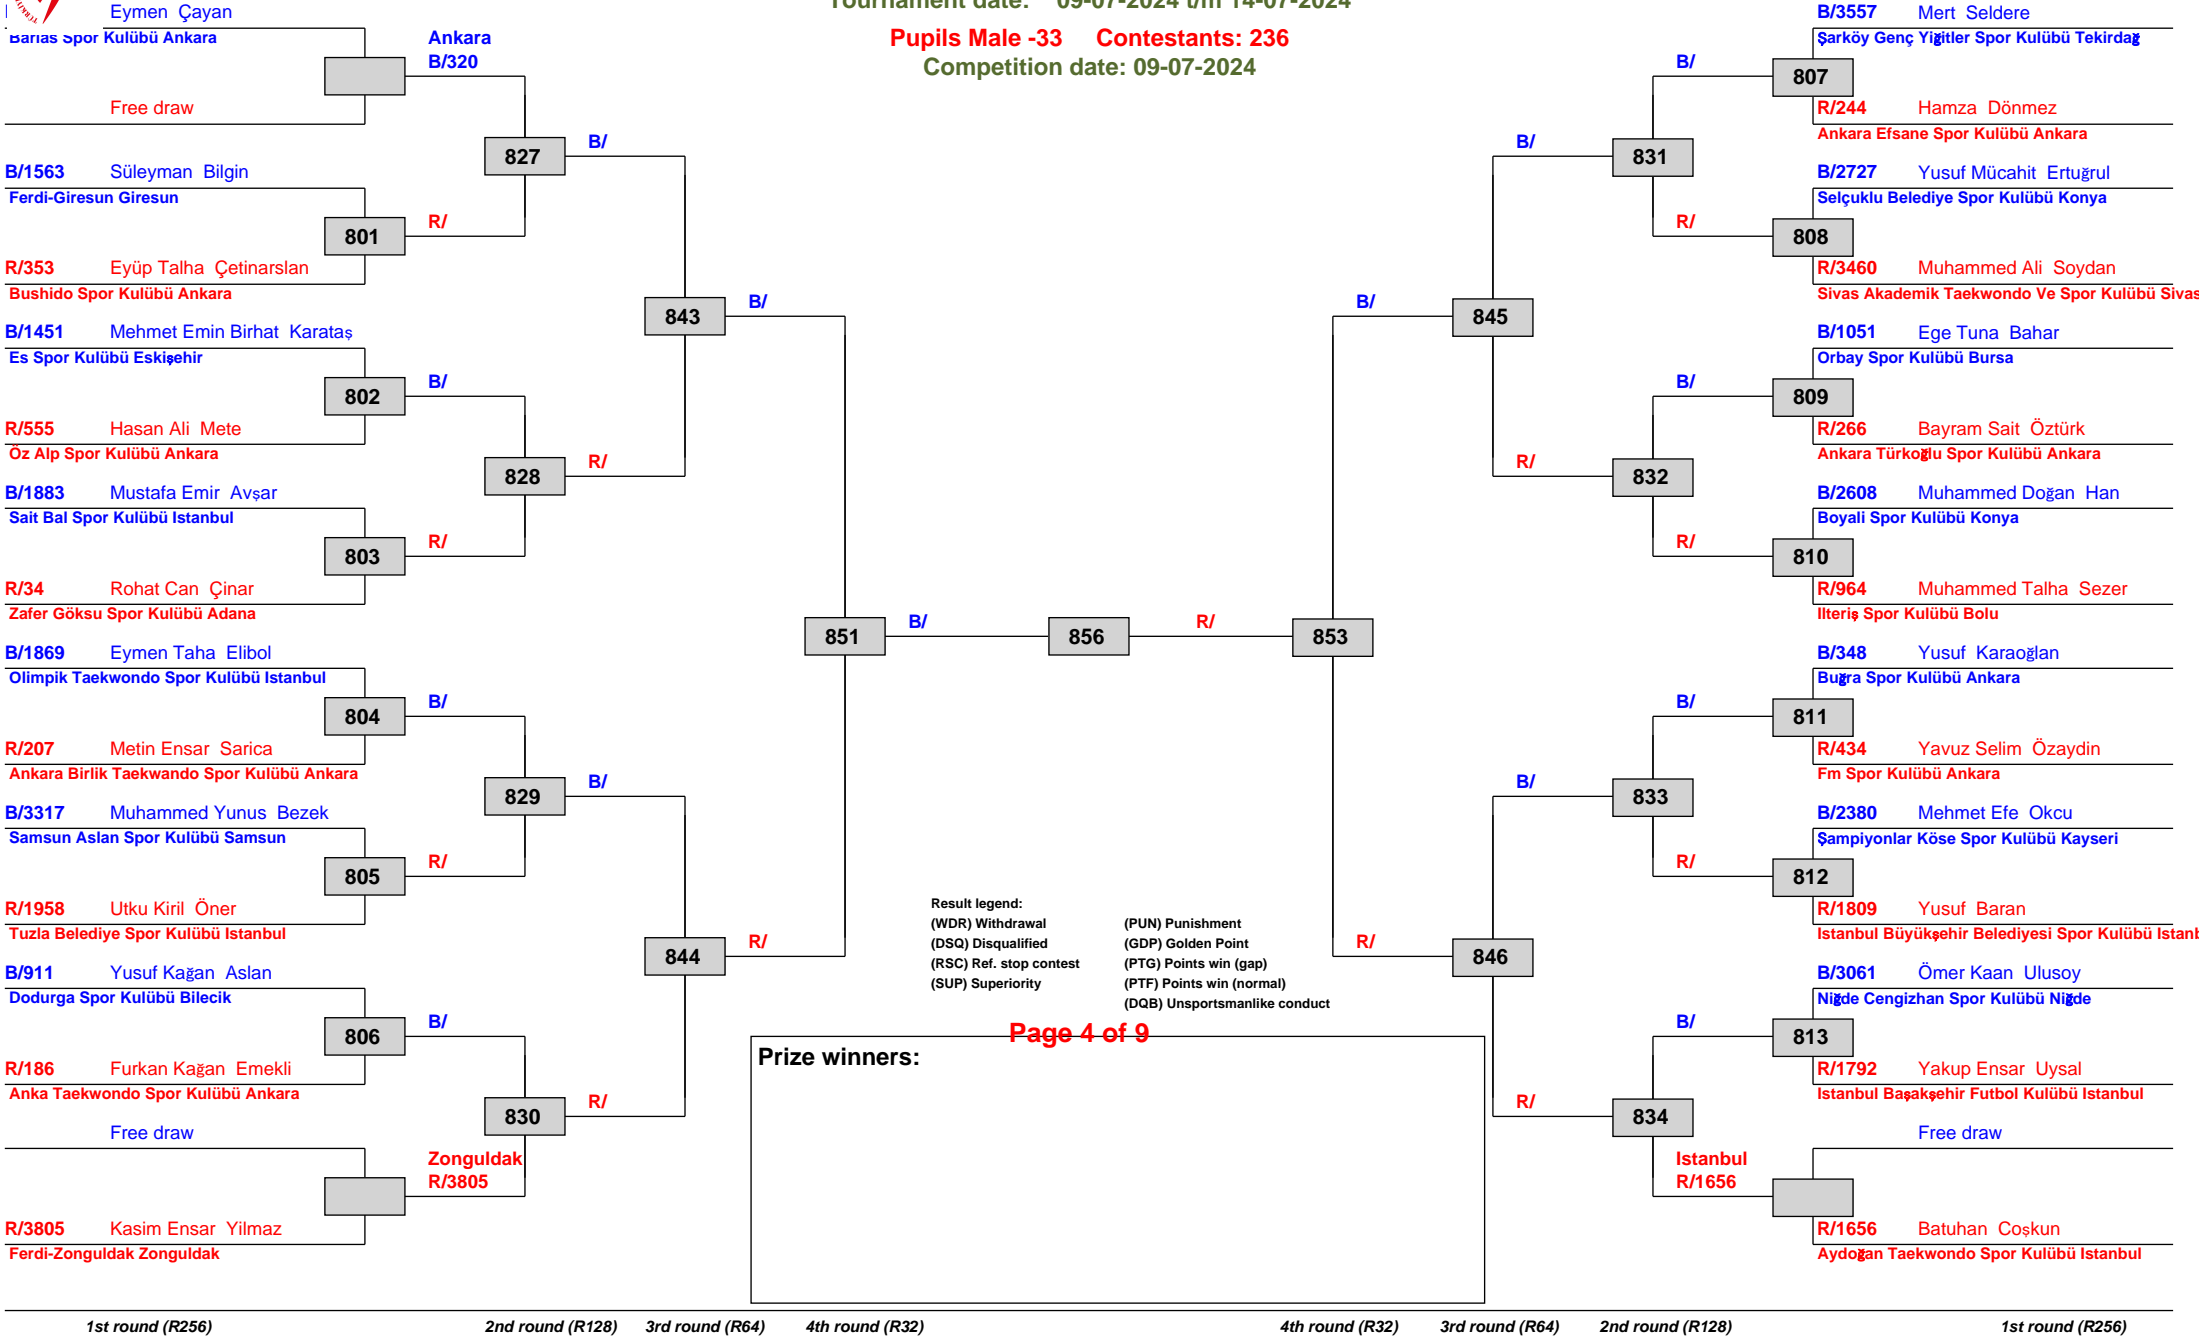 Tournament date: 09-07-2024 t/m 14-07-2024
Pupils Male -33 Contestants: 236
Competition date: 09-07-2024
Eymen Çayan
Barlas Spor Kulübü Ankara
Ankara
B/320
Free draw
827
B/
B/1563 Süleyman Bilgin
Ferdi-Giresun Giresun
801
R/
R/353 Eyüp Talha Çetinarslan
Bushido Spor Kulübü Ankara
843
B/
B/1451 Mehmet Emin Birhat Karataş
Es Spor Kulübü Eskişehir
802
B/
R/555 Hasan Ali Mete
Öz Alp Spor Kulübü Ankara
828
R/
B/1883 Mustafa Emir Avşar
Sait Bal Spor Kulübü Istanbul
803
R/
R/34 Rohat Can Çinar
Zafer Göksu Spor Kulübü Adana
851
B/
856
R/
853
B/1869 Eymen Taha Elibol
Olimpik Taekwondo Spor Kulübü Istanbul
804
B/
R/207 Metin Ensar Sarica
Ankara Birlik Taekwando Spor Kulübü Ankara
829
B/
B/3317 Muhammed Yunus Bezek
Samsun Aslan Spor Kulübü Samsun
805
R/
R/1958 Utku Kiril Öner
Tuzla Belediye Spor Kulübü Istanbul
844
R/
B/911 Yusuf Kağan Aslan
Dodurga Spor Kulübü Bilecik
806
B/
R/186 Furkan Kağan Emekli
Anka Taekwondo Spor Kulübü Ankara
830
R/
Free draw
Zonguldak
R/3805
R/3805 Kasim Ensar Yilmaz
Ferdi-Zonguldak Zonguldak
B/3557 Mert Seldere
Şarköy Genç Yiğitler Spor Kulübü Tekirdağ
B/
807
R/244 Hamza Dönmez
Ankara Efsane Spor Kulübü Ankara
B/
831
B/2727 Yusuf Mücahit Ertuğrul
Selçuklu Belediye Spor Kulübü Konya
R/
808
R/3460 Muhammed Ali Soydan
Sivas Akademik Taekwondo Ve Spor Kulübü Sivas
B/
845
B/1051 Ege Tuna Bahar
Orbay Spor Kulübü Bursa
B/
809
R/266 Bayram Sait Öztürk
Ankara Türkoğlu Spor Kulübü Ankara
R/
832
B/2608 Muhammed Doğan Han
Boyali Spor Kulübü Konya
R/
810
R/964 Muhammed Talha Sezer
Ilteriş Spor Kulübü Bolu
B/348 Yusuf Karaoğlan
Buğra Spor Kulübü Ankara
B/
811
R/434 Yavuz Selim Özaydin
Fm Spor Kulübü Ankara
B/
833
B/2380 Mehmet Efe Okcu
Şampiyonlar Köse Spor Kulübü Kayseri
R/
812
R/1809 Yusuf Baran
Istanbul Büyükşehir Belediyesi Spor Kulübü Istanb
R/
846
B/3061 Ömer Kaan Ulusoy
Niğde Cengizhan Spor Kulübü Niğde
B/
813
R/1792 Yakup Ensar Uysal
Istanbul Başakşehir Futbol Kulübü Istanbul
R/
834
Free draw
Istanbul
R/1656
R/1656 Batuhan Coşkun
Aydoğan Taekwondo Spor Kulübü Istanbul
Result legend:
(WDR) Withdrawal (PUN) Punishment
(DSQ) Disqualified (GDP) Golden Point
(RSC) Ref. stop contest (PTG) Points win (gap)
(SUP) Superiority (PTF) Points win (normal)
(DQB) Unsportsmanlike conduct
Page 4 of 9
Prize winners:
1st round (R256) 2nd round (R128) 3rd round (R64) 4th round (R32) 4th round (R32) 3rd round (R64) 2nd round (R128) 1st round (R256)